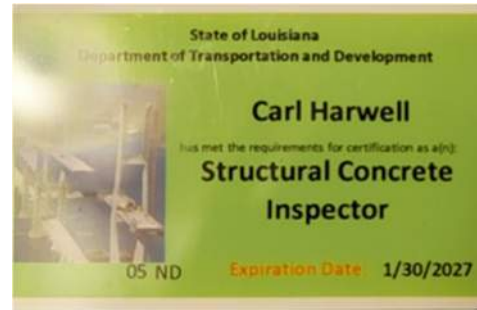 State of Louisiana
Department of Transportation and Development
Carl Harwell
has met the requirements for certification as a(n):
Structural Concrete
Inspector
05 ND Expiration Date: 1/30/2027